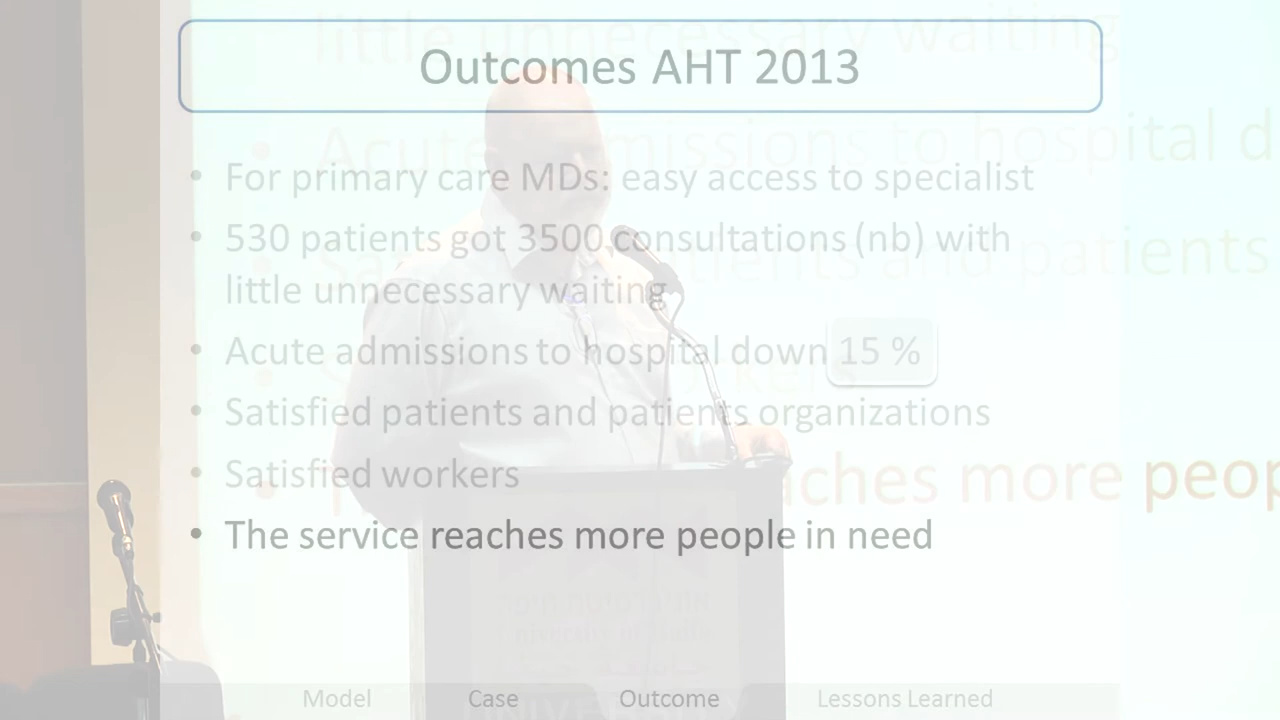 Outcomes AHT 2013
• For primary care MDs: easy access to specialist
• 530 patients got 3500 consultations (nb) with
little unnecessary waiting
• Acute admissions to hospital down 15 %
• Satisfied patients and patients organizations
• Satisfied workers
• The service reaches more people in need
Model Case Outcome Lessons Learned